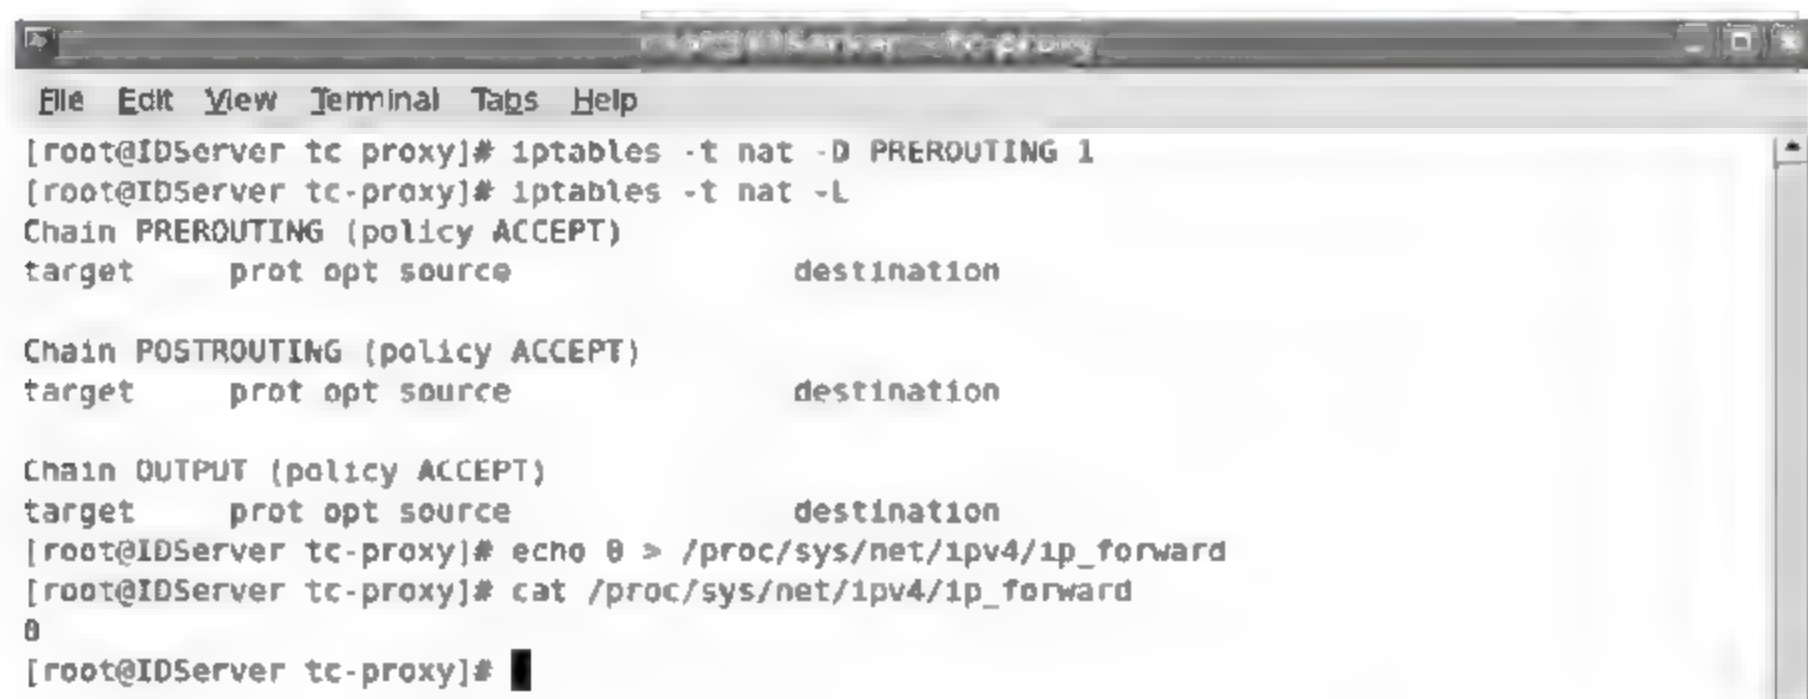 File Edit View Terminal Tabs Help
[root@IDServer tc-proxy]# iptables -t nat -D PREROUTING 1
[root@IDServer tc-proxy]# iptables -t nat -L
Chain PREROUTING (policy ACCEPT)
target     prot opt source               destination
Chain POSTROUTING (policy ACCEPT)
target     prot opt source               destination
Chain OUTPUT (policy ACCEPT)
target     prot opt source               destination
[root@IDServer tc-proxy]# echo 0 > /proc/sys/net/ipv4/ip_forward
[root@IDServer tc-proxy]# cat /proc/sys/net/ipv4/ip_forward
0
[root@IDServer tc-proxy]#